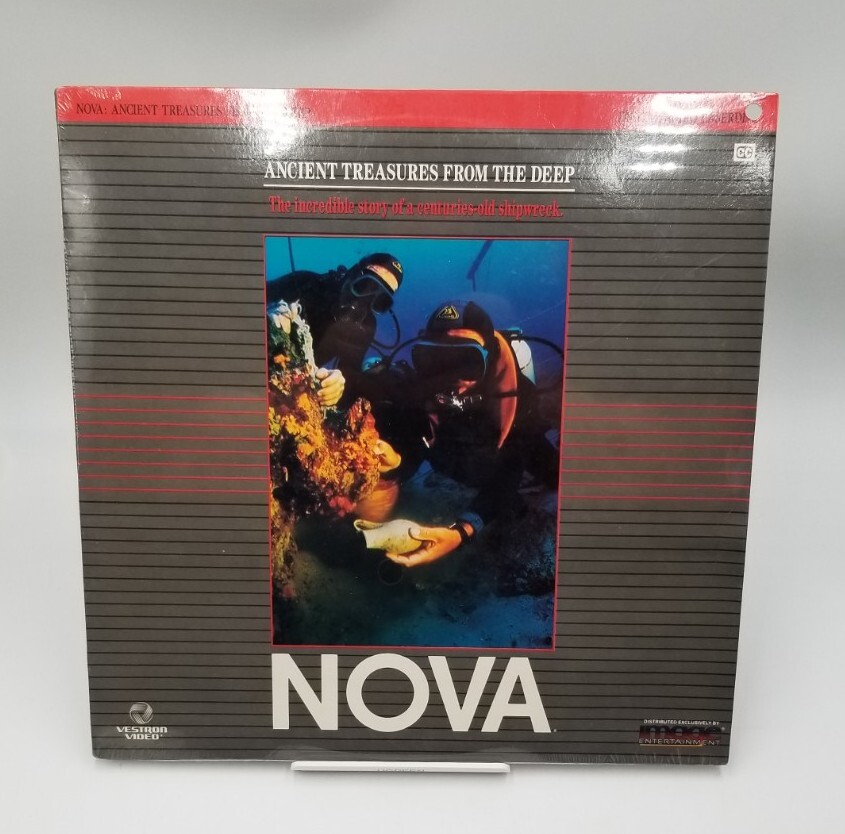 NOVA: ANCIENT TREASURES
CC
ANCIENT TREASURES FROM THE DEEP
The incredible story of a centuries-old shipwreck.
NOVA
VESTRON
VIDEO
DISTRIBUTED EXCLUSIVELY BY
image
ENTERTAINMENT